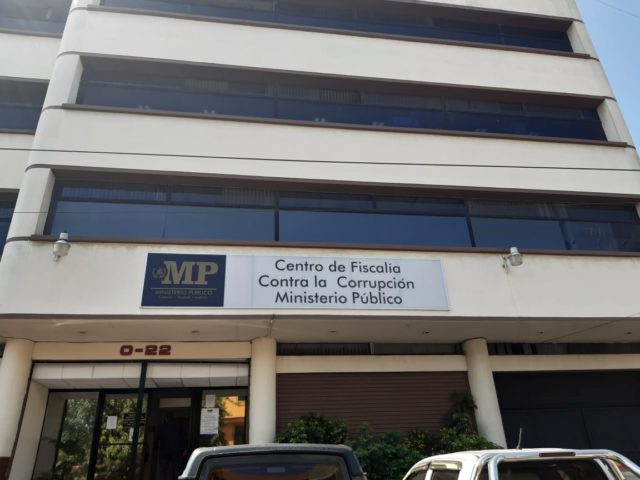 MP
MINISTERIO PÚBLICO
Centro de Fiscalía
Contra la Corrupción
Ministerio Público
0-22